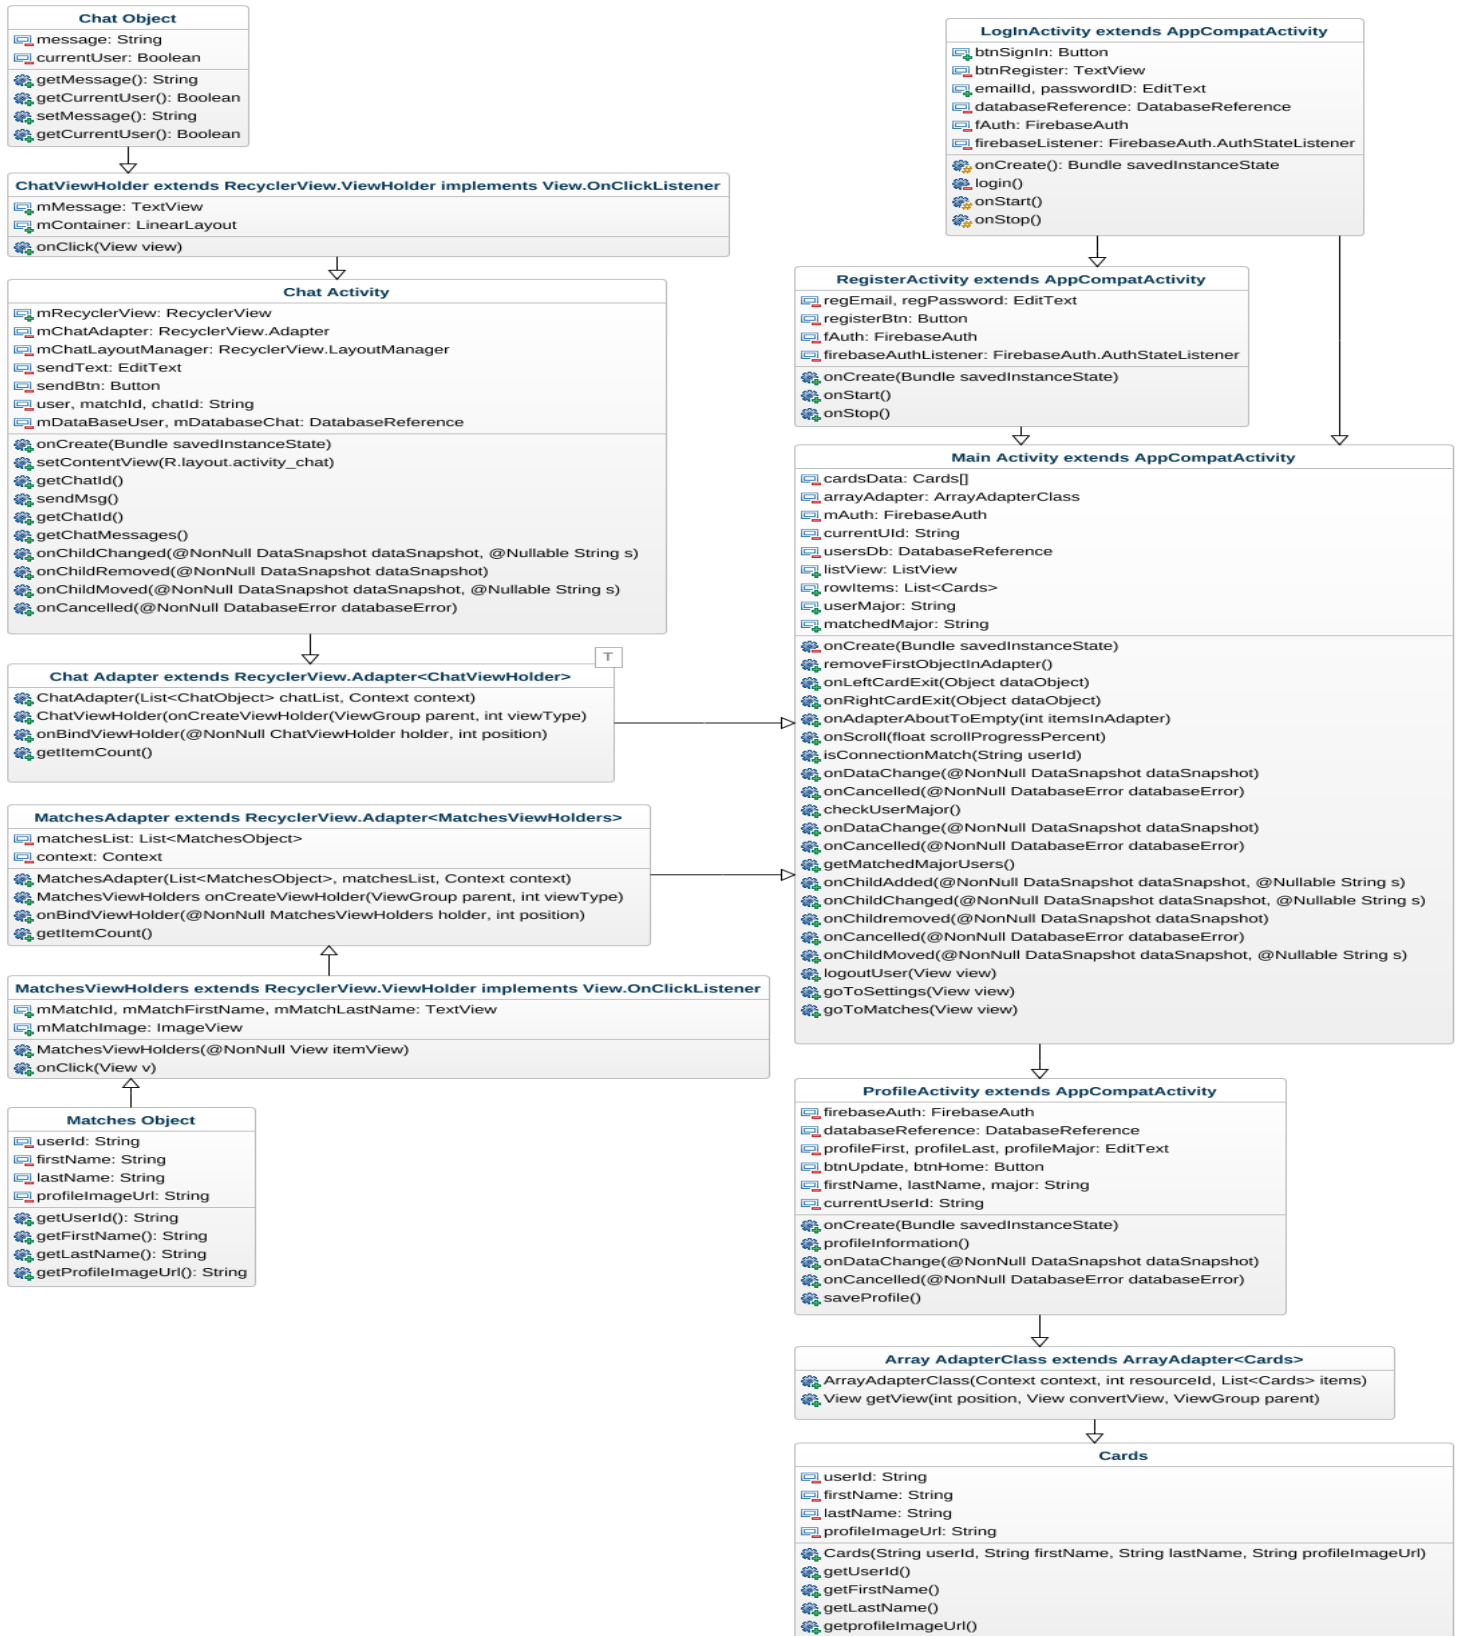 Chat Object
message: String
currentUser: Boolean
getMessage(): String
getCurrentUser(): Boolean
setMessage(): String
getCurrentUser(): Boolean
ChatViewHolder extends RecyclerView.ViewHolder implements View.OnClickListener
mMessage: TextView
mContainer: LinearLayout
onClick(View view)
Chat Activity
mRecyclerView: RecyclerView
mChatAdapter: RecyclerView.Adapter
mChatLayoutManager: RecyclerView.LayoutManager
sendText: EditText
sendBtn: Button
user, matchId, chatId: String
mDataBaseUser, mDatabaseChat: DatabaseReference
onCreate(Bundle savedInstanceState)
setContentView(R.layout.activity_chat)
getChatId()
sendMsg()
getChatId()
getChatMessages()
onChildChanged(@NonNull DataSnapshot dataSnapshot, @Nullable String s)
onChildRemoved(@NonNull DataSnapshot dataSnapshot)
onChildMoved(@NonNull DataSnapshot dataSnapshot, @Nullable String s)
onCancelled(@NonNull DatabaseError databaseError)
T
Chat Adapter extends RecyclerView.Adapter<ChatViewHolder>
ChatAdapter(List<ChatObject> chatList, Context context)
ChatViewHolder(onCreateViewHolder(ViewGroup parent, int viewType)
onBindViewHolder(@NonNull ChatViewHolder holder, int position)
getItemCount()
MatchesAdapter extends RecyclerView.Adapter<MatchesViewHolders>
matchesList: List<MatchesObject>
context: Context
MatchesAdapter(List<MatchesObject>, matchesList, Context context)
MatchesViewHolders onCreateViewHolder(ViewGroup parent, int viewType)
onBindViewHolder(@NonNull MatchesViewHolders holder, int position)
getItemCount()
MatchesViewHolders extends RecyclerView.ViewHolder implements View.OnClickListener
mMatchId, mMatchFirstName, mMatchLastName: TextView
mMatchImage: ImageView
MatchesViewHolders(@NonNull View itemView)
onClick(View v)
Matches Object
userId: String
firstName: String
lastName: String
profileImageUrl: String
getUserId(): String
getFirstName(): String
getLastName(): String
getProfileImageUrl(): String
LogInActivity extends AppCompatActivity
btnSignIn: Button
btnRegister: TextView
emailId, passwordID: EditText
databaseReference: DatabaseReference
fAuth: FirebaseAuth
firebaseListener: FirebaseAuth.AuthStateListener
onCreate(): Bundle savedInstanceState
login()
onStart()
onStop()
RegisterActivity extends AppCompatActivity
regEmail, regPassword: EditText
registerBtn: Button
fAuth: FirebaseAuth
firebaseAuthListener: FirebaseAuth.AuthStateListener
onCreate(Bundle savedInstanceState)
onStart()
onStop()
Main Activity extends AppCompatActivity
cardsData: Cards[]
arrayAdapter: ArrayAdapterClass
mAuth: FirebaseAuth
currentUId: String
usersDb: DatabaseReference
listView: ListView
rowItems: List<Cards>
userMajor: String
matchedMajor: String
onCreate(Bundle savedInstanceState)
removeFirstObjectInAdapter()
onLeftCardExit(Object dataObject)
onRightCardExit(Object dataObject)
onAdapterAboutToEmpty(int itemsInAdapter)
onScroll(float scrollProgressPercent)
isConnectionMatch(String userId)
onDataChange(@NonNull DataSnapshot dataSnapshot)
onCancelled(@NonNull DatabaseError databaseError)
checkUserMajor()
onDataChange(@NonNull DataSnapshot dataSnapshot)
onCancelled(@NonNull DatabaseError databaseError)
getMatchedMajorUsers()
onChildAdded(@NonNull DataSnapshot dataSnapshot, @Nullable String s)
onChildChanged(@NonNull DataSnapshot dataSnapshot, @Nullable String s)
onChildremoved(@NonNull DataSnapshot dataSnapshot)
onCancelled(@NonNull DatabaseError databaseError)
onChildMoved(@NonNull DataSnapshot dataSnapshot, @Nullable String s)
logoutUser(View view)
goToSettings(View view)
goToMatches(View view)
ProfileActivity extends AppCompatActivity
firebaseAuth: FirebaseAuth
databaseReference: DatabaseReference
profileFirst, profileLast, profileMajor: EditText
btnUpdate, btnHome: Button
firstName, lastName, major: String
currentUserId: String
onCreate(Bundle savedInstanceState)
profileInformation()
onDataChange(@NonNull DataSnapshot dataSnapshot)
onCancelled(@NonNull DatabaseError databaseError)
saveProfile()
Array AdapterClass extends ArrayAdapter<Cards>
ArrayAdapterClass(Context context, int resourceId, List<Cards> items)
View getView(int position, View convertView, ViewGroup parent)
Cards
userId: String
firstName: String
lastName: String
profileImageUrl: String
Cards(String userId, String firstName, String lastName, String profileImageUrl)
getUserId()
getFirstName()
getLastName()
getprofileImageUrl()